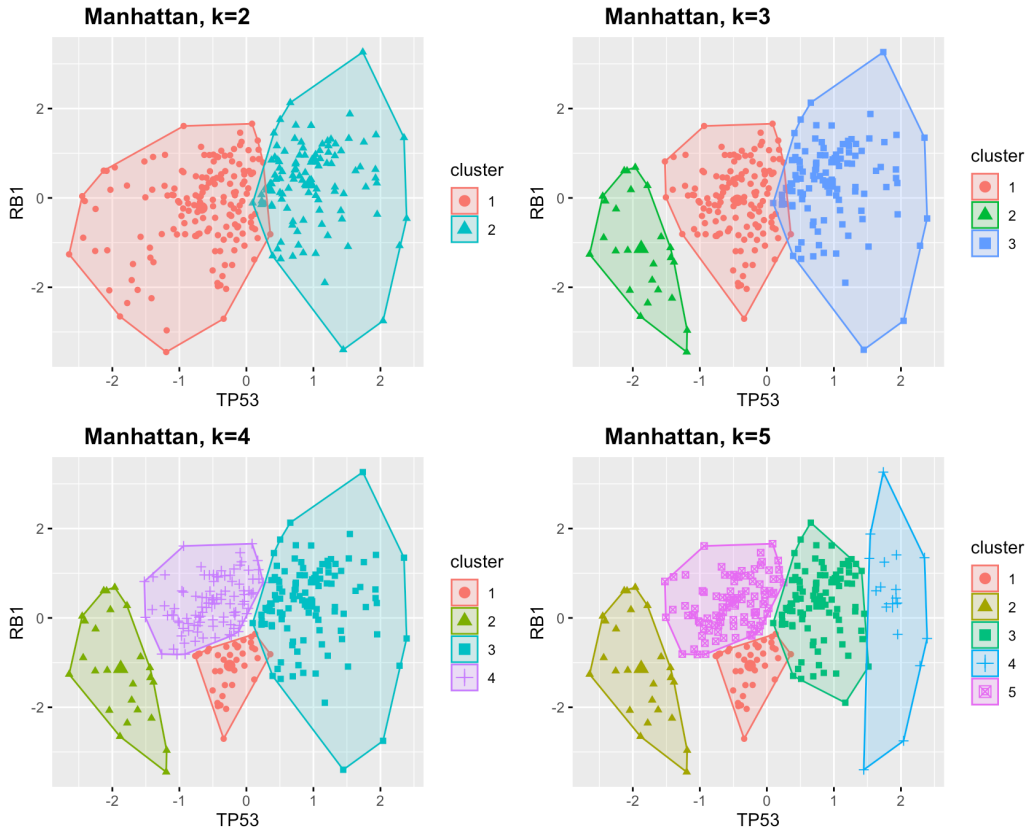 Manhattan, k=2
RB1
2
0
-2
-2 -1 0 1 2
TP53
cluster
1
2
Manhattan, k=3
RB1
2
0
-2
-2 -1 0 1 2
TP53
cluster
1
2
3
Manhattan, k=4
RB1
2
0
-2
-2 -1 0 1 2
TP53
cluster
1
2
3
4
Manhattan, k=5
RB1
2
0
-2
-2 -1 0 1 2
TP53
cluster
1
2
3
4
5